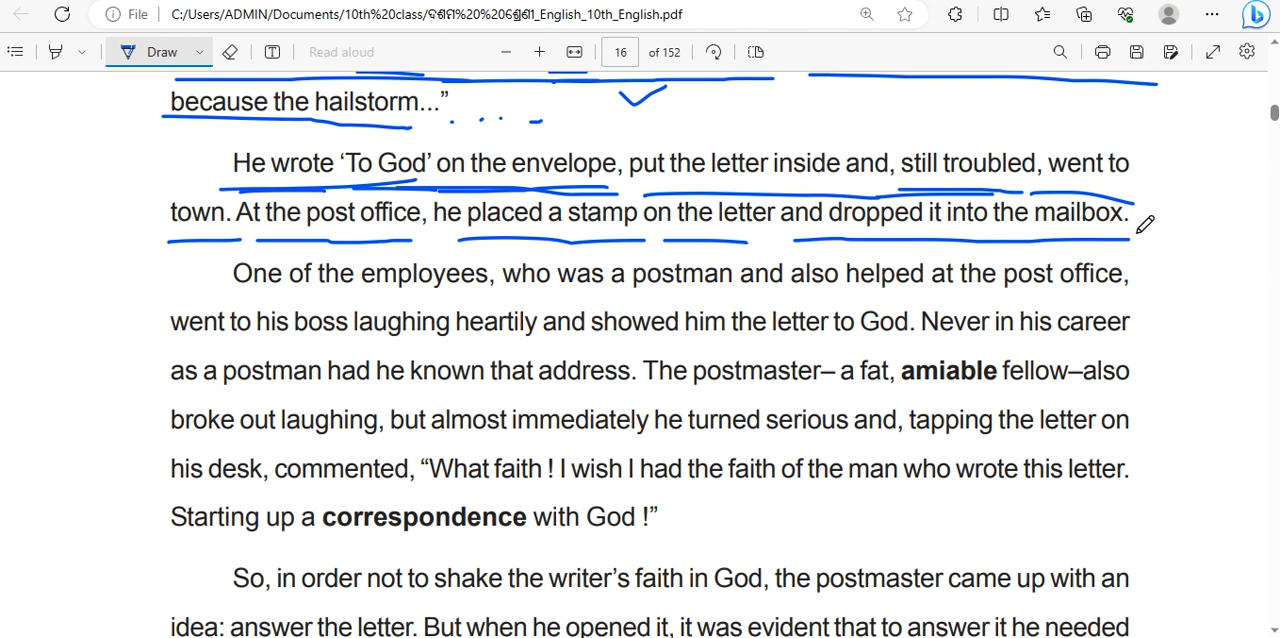 File C:/Users/ADMIN/Documents/10th%20class/
Draw Read aloud 16 of 152
because the hailstorm...”
He wrote ‘To God’ on the envelope, put the letter inside and, still troubled, went to
town. At the post office, he placed a stamp on the letter and dropped it into the mailbox.
One of the employees, who was a postman and also helped at the post office,
went to his boss laughing heartily and showed him the letter to God. Never in his career
as a postman had he known that address. The postmaster– a fat, amiable fellow–also
broke out laughing, but almost immediately he turned serious and, tapping the letter on
his desk, commented, “What faith ! I wish I had the faith of the man who wrote this letter.
Starting up a correspondence with God !”
So, in order not to shake the writer’s faith in God, the postmaster came up with an
idea: answer the letter. But when he opened it, it was evident that to answer it he needed